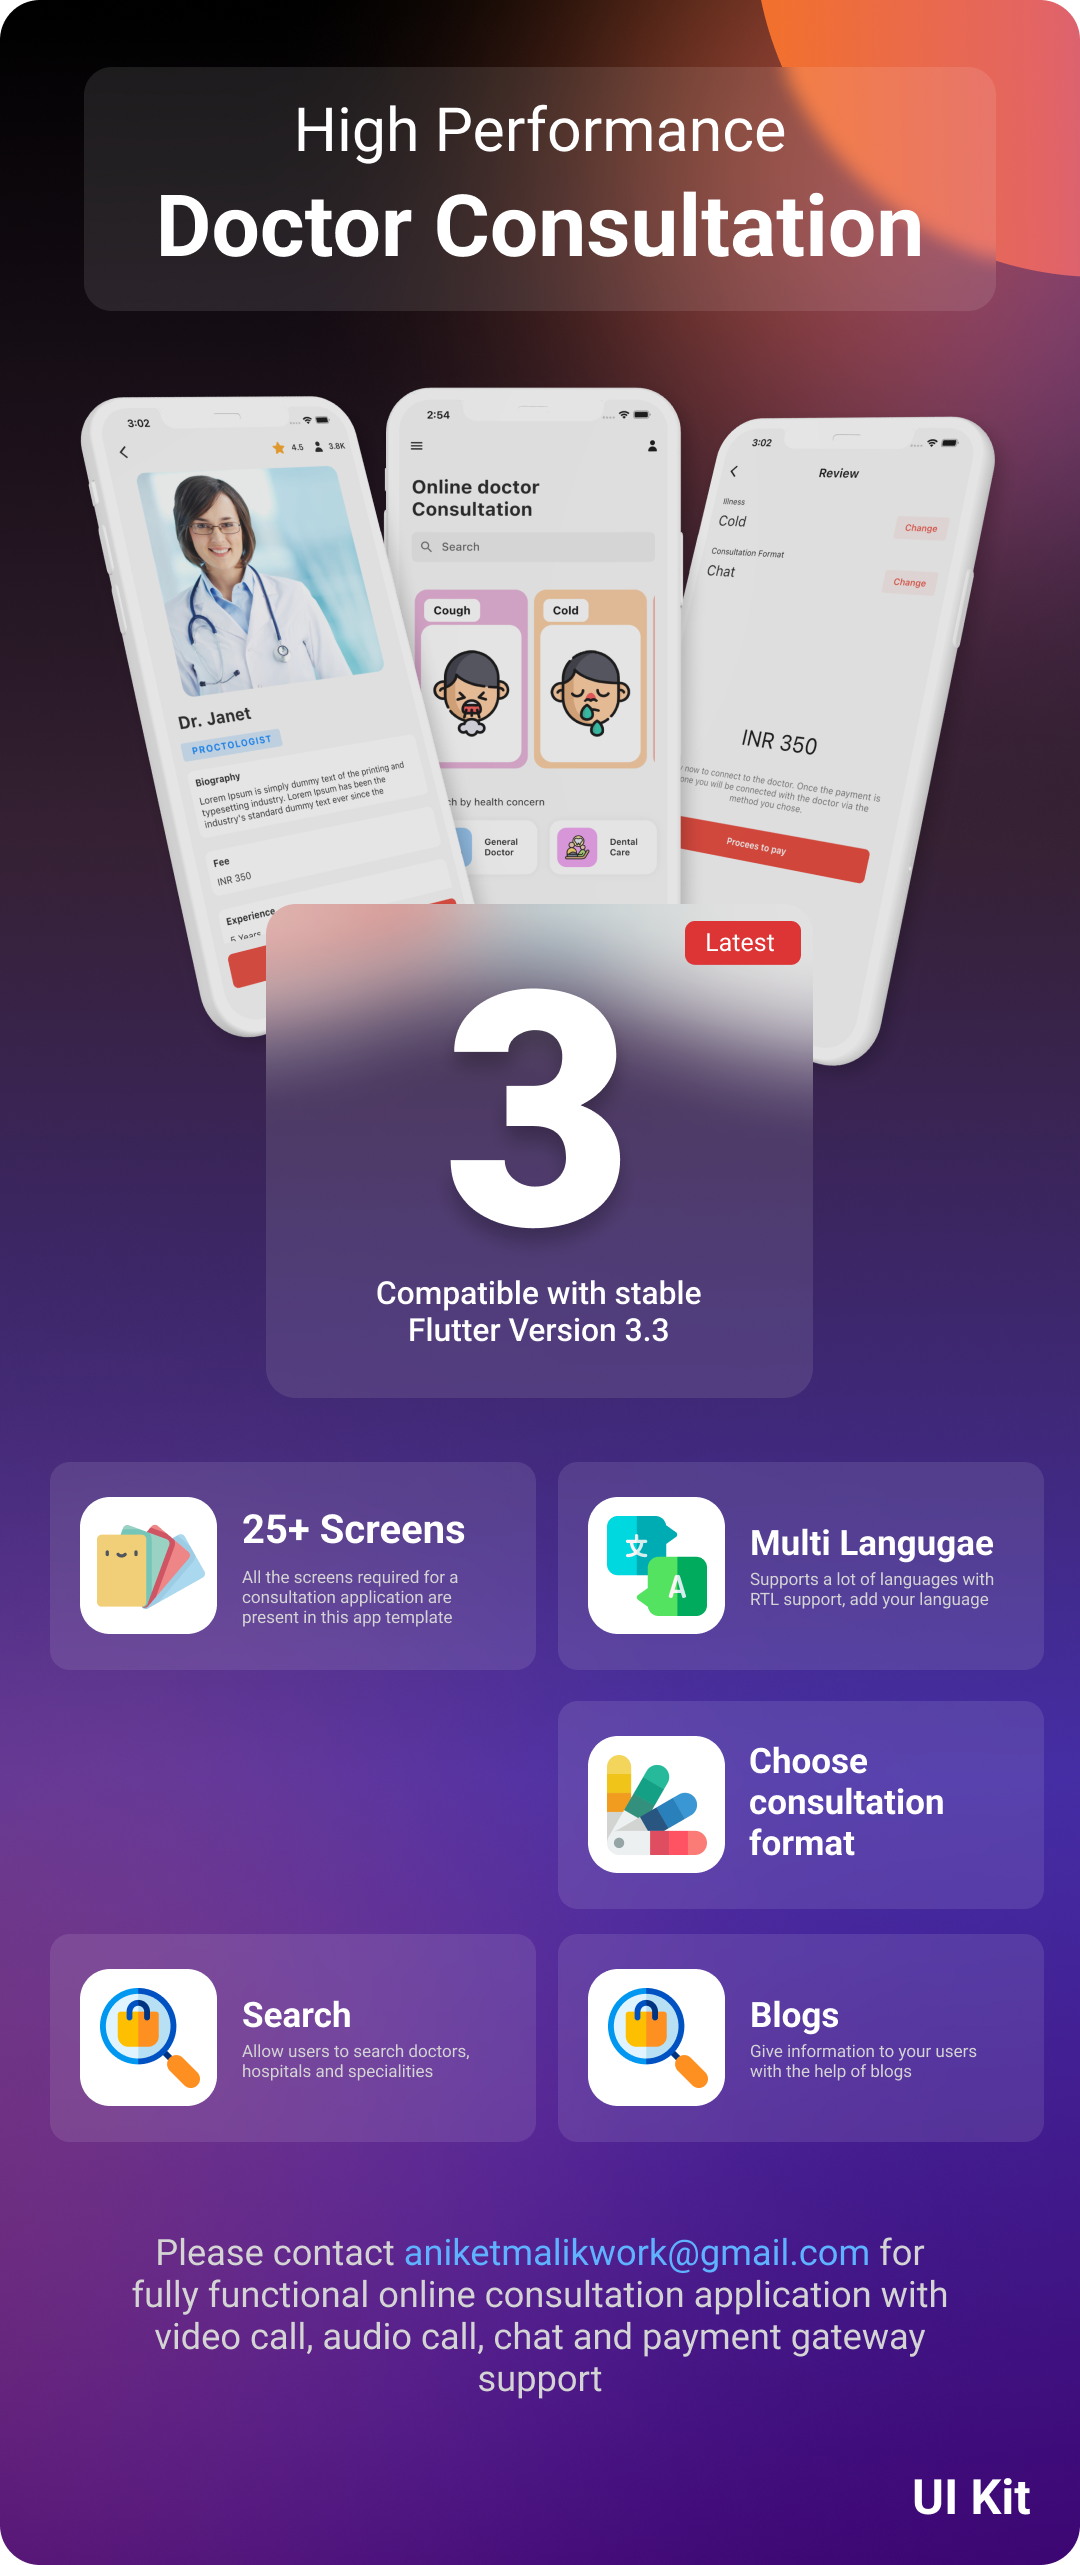 High Performance
Doctor Consultation
3:02
4.5
3.8K
Dr. Janet
PROCTOLOGIST
Biography
Lorem Ipsum is simply dummy text of the printing and
typesetting industry. Lorem Ipsum has been the
industry's standard dummy text ever since the
Fee
INR 350
Experience
5 Years
2:54
Online doctor
Consultation
Search
Cough
Cold
ch by health concern
General
Doctor
Dental
Care
3:02
Review
Illness
Cold
Change
Consultation Format
Chat
Change
INR 350
now to connect to the doctor. Once the payment is
one you will be connected with the doctor via the
method you chose.
Procees to pay
Latest
3
Compatible with stable
Flutter Version 3.3
25+ Screens
All the screens required for a
consultation application are
present in this app template
Multi Langugae
Supports a lot of languages with
RTL support, add your language
文
A
Choose
consultation
format
Search
Allow users to search doctors,
hospitals and specialities
Blogs
Give information to your users
with the help of blogs
Please contact aniketmalikwork@gmail.com for
fully functional online consultation application with
video call, audio call, chat and payment gateway
support
UI Kit